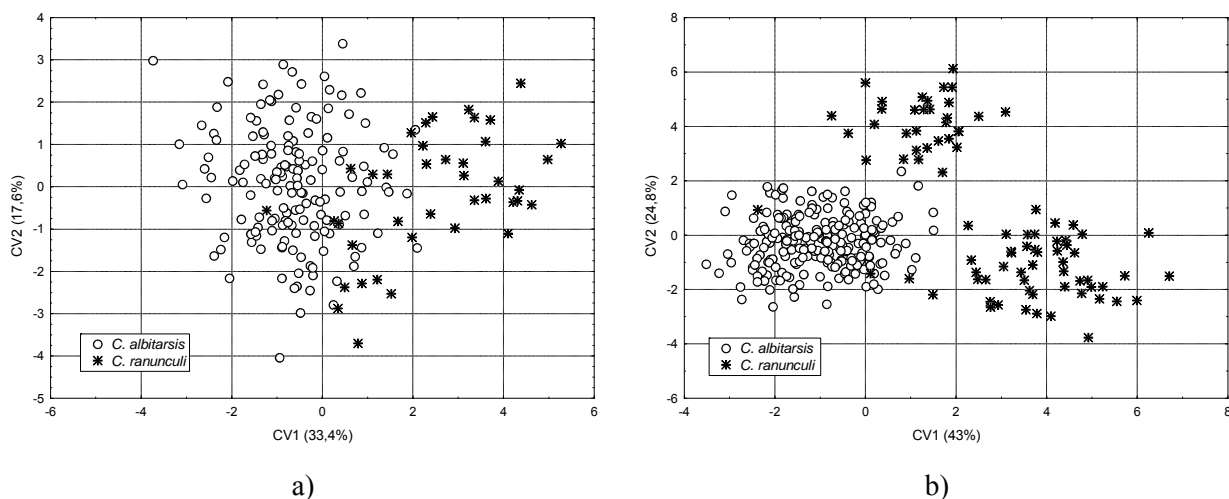 4
3
2
1
0
-1
-2
-3
-4
-5
CV2 (17,6%)
C. albitarsis
C. ranunculi
-6 -4 -2 0 2 4 6
CV1 (33,4%)
a)
8
6
4
2
0
-2
-4
-6
CV2 (24,8%)
C. albitarsis
C. ranunculi
-4 -2 0 2 4 6 8
CV1 (43%)
b)